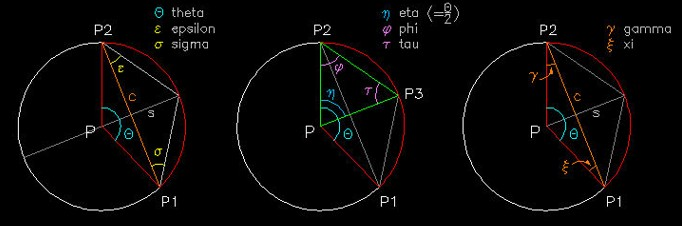 Θ theta
ε epsilon
σ sigma
P2
ε
c
s
P
Θ
σ
P1
η eta (=Θ/2)
φ phi
τ tau
P2
φ
η
τ
P3
P
Θ
P1
γ gamma
ξ xi
P2
γ
c
s
P
Θ
ξ
P1